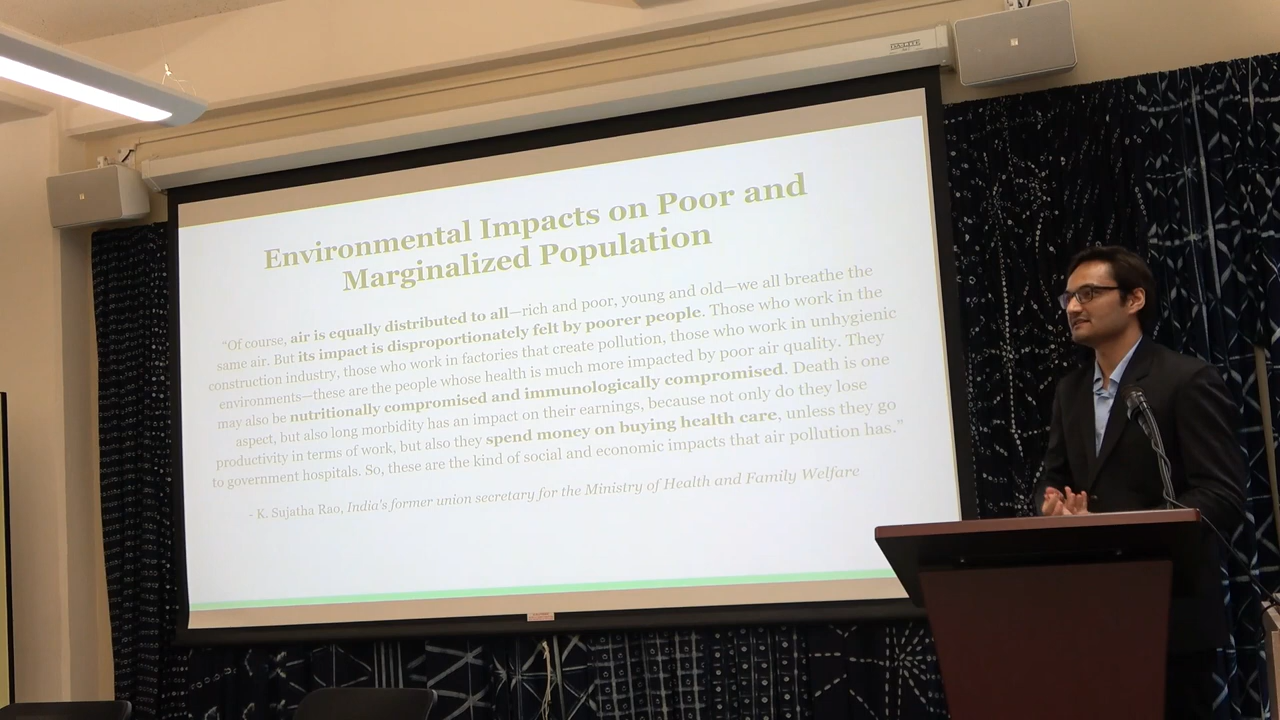 DA-LITE
Environmental Impacts on Poor and
Marginalized Population
“Of course, air is equally distributed to all—rich and poor, young and old—we all breathe the
same air. But its impact is disproportionately felt by poorer people. Those who work in the
construction industry, those who work in factories that create pollution, those who work in unhygienic
environments—these are the people whose health is much more impacted by poor air quality. They
may also be nutritionally compromised and immunologically compromised. Death is one
aspect, but also long morbidity has an impact on their earnings, because not only do they lose
productivity in terms of work, but also they spend money on buying health care, unless they go
to government hospitals. So, these are the kind of social and economic impacts that air pollution has.”
- K. Sujatha Rao, India's former union secretary for the Ministry of Health and Family Welfare